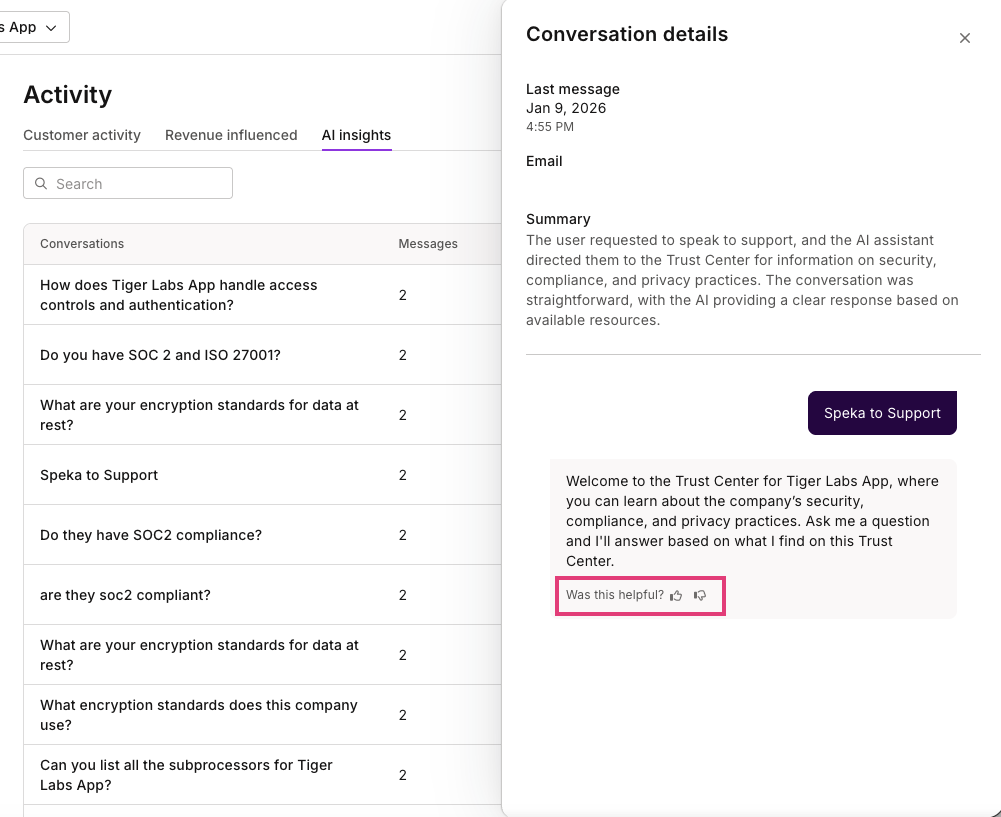 s App
Activity
Customer activity
Revenue influenced
AI insights
Search
Conversations
Messages
How does Tiger Labs App handle access
controls and authentication?
2
Do you have SOC 2 and ISO 27001?
2
What are your encryption standards for data at
rest?
2
Speka to Support
2
Do they have SOC2 compliance?
2
are they soc2 compliant?
2
What are your encryption standards for data at
rest?
2
What encryption standards does this company
use?
2
Can you list all the subprocessors for Tiger
Labs App?
2
Conversation details
Last message
Jan 9, 2026
4:55 PM
Email
Summary
The user requested to speak to support, and the AI assistant
directed them to the Trust Center for information on security,
compliance, and privacy practices. The conversation was
straightforward, with the AI providing a clear response based on
available resources.
Speka to Support
Welcome to the Trust Center for Tiger Labs App, where
you can learn about the company’s security,
compliance, and privacy practices. Ask me a question
and I'll answer based on what I find on this Trust
Center.
Was this helpful?